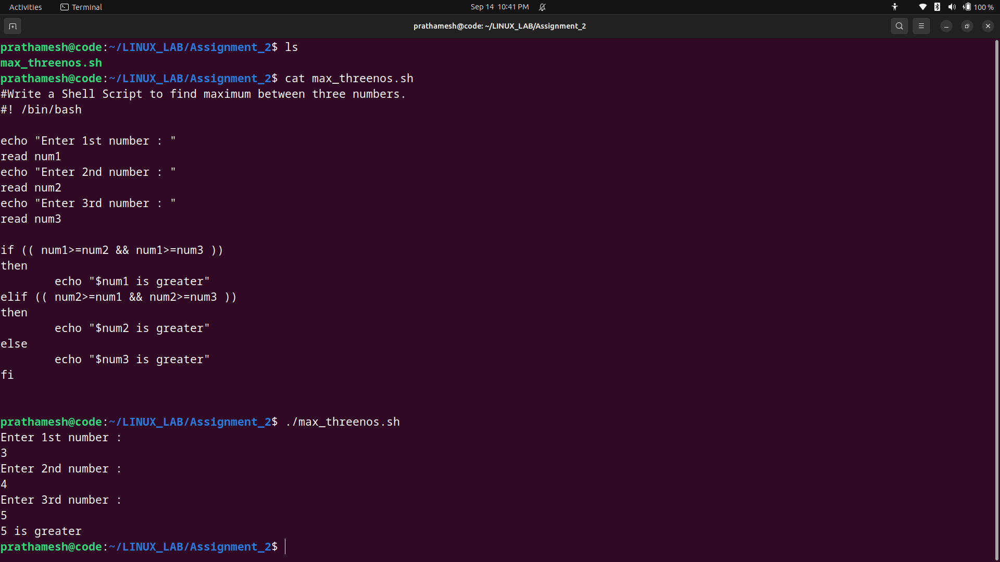 Activities Terminal Sep 14 10:41 PM 100 %
prathamesh@code: ~/LINUX_LAB/Assignment_2
prathamesh@code:~/LINUX_LAB/Assignment_2$ ls
max_threenos.sh
prathamesh@code:~/LINUX_LAB/Assignment_2$ cat max_threenos.sh
#Write a Shell Script to find maximum between three numbers.
#! /bin/bash

echo "Enter 1st number : "
read num1
echo "Enter 2nd number : "
read num2
echo "Enter 3rd number : "
read num3

if (( num1>=num2 && num1>=num3 ))
then
        echo "$num1 is greater"
elif (( num2>=num1 && num2>=num3 ))
then
        echo "$num2 is greater"
else
        echo "$num3 is greater"
fi

prathamesh@code:~/LINUX_LAB/Assignment_2$ ./max_threenos.sh
Enter 1st number :
3
Enter 2nd number :
4
Enter 3rd number :
5
5 is greater
prathamesh@code:~/LINUX_LAB/Assignment_2$